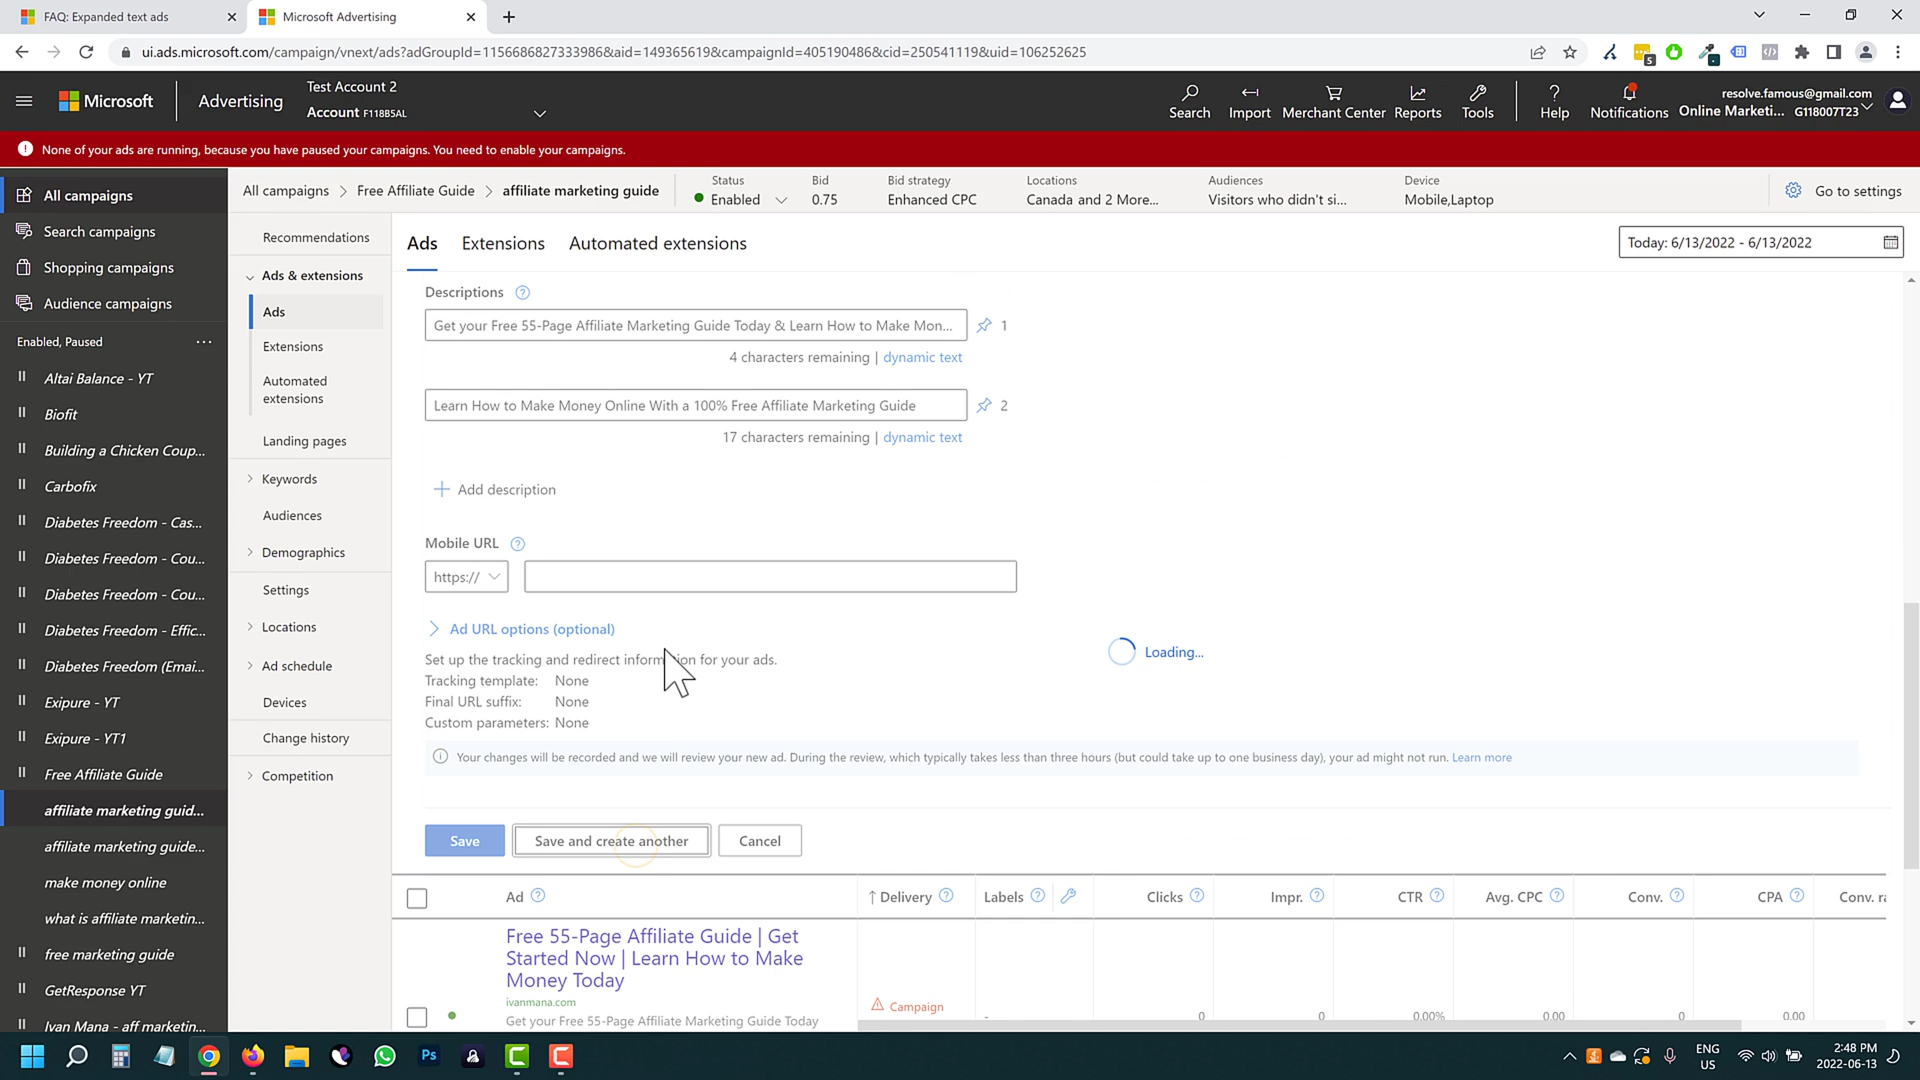 FAQ: Expanded text ads
Microsoft Advertising
ui.ads.microsoft.com/campaign/vnext/ads?adGroupId=1156686827333986&aid=149365619&campaignId=405190486&cid=250541119&uid=106252625
5
Microsoft
Advertising
Test Account 2
Account F118B5AL
Search
Import
Merchant Center
Reports
Tools
Help
Notifications
resolve.famous@gmail.com
Online Marketi... G118007T23
None of your ads are running, because you have paused your campaigns. You need to enable your campaigns.
All campaigns
Search campaigns
Shopping campaigns
Audience campaigns
Enabled, Paused
Altai Balance - YT
Biofit
Building a Chicken Coup...
Carbofix
Diabetes Freedom - Cas...
Diabetes Freedom - Cou...
Diabetes Freedom - Cou...
Diabetes Freedom - Effic...
Diabetes Freedom (Emai...
Exipure - YT
Exipure - YT1
Free Affiliate Guide
affiliate marketing guid...
affiliate marketing guide...
make money online
what is affiliate marketin...
free marketing guide
GetResponse YT
Ivan Mana - aff marketin...
All campaigns
Free Affiliate Guide
affiliate marketing guide
Status
Enabled
Bid
0.75
Bid strategy
Enhanced CPC
Locations
Canada and 2 More...
Audiences
Visitors who didn't si...
Device
Mobile,Laptop
Go to settings
Recommendations
Ads & extensions
Ads
Extensions
Automated
extensions
Landing pages
Keywords
Audiences
Demographics
Settings
Locations
Ad schedule
Devices
Change history
Competition
Ads
Extensions
Automated extensions
Today: 6/13/2022 - 6/13/2022
Descriptions
Get your Free 55-Page Affiliate Marketing Guide Today & Learn How to Make Mon...
1
4 characters remaining | dynamic text
Learn How to Make Money Online With a 100% Free Affiliate Marketing Guide
2
17 characters remaining | dynamic text
Add description
Mobile URL
https://
Ad URL options (optional)
Set up the tracking and redirect information for your ads.
Tracking template: None
Final URL suffix: None
Custom parameters: None
Loading...
Your changes will be recorded and we will review your new ad. During the review, which typically takes less than three hours (but could take up to one business day), your ad might not run. Learn more
Save
Save and create another
Cancel
Ad
Delivery
Labels
Clicks
Impr.
CTR
Avg. CPC
Conv.
CPA
Conv. ra
Free 55-Page Affiliate Guide | Get
Started Now | Learn How to Make
Money Today
ivanmana.com
Get your Free 55-Page Affiliate Marketing Guide Today
Campaign
-
0
0
0.00%
0.00
0
0.00
Ps
ENG
US
2:48 PM
2022-06-13